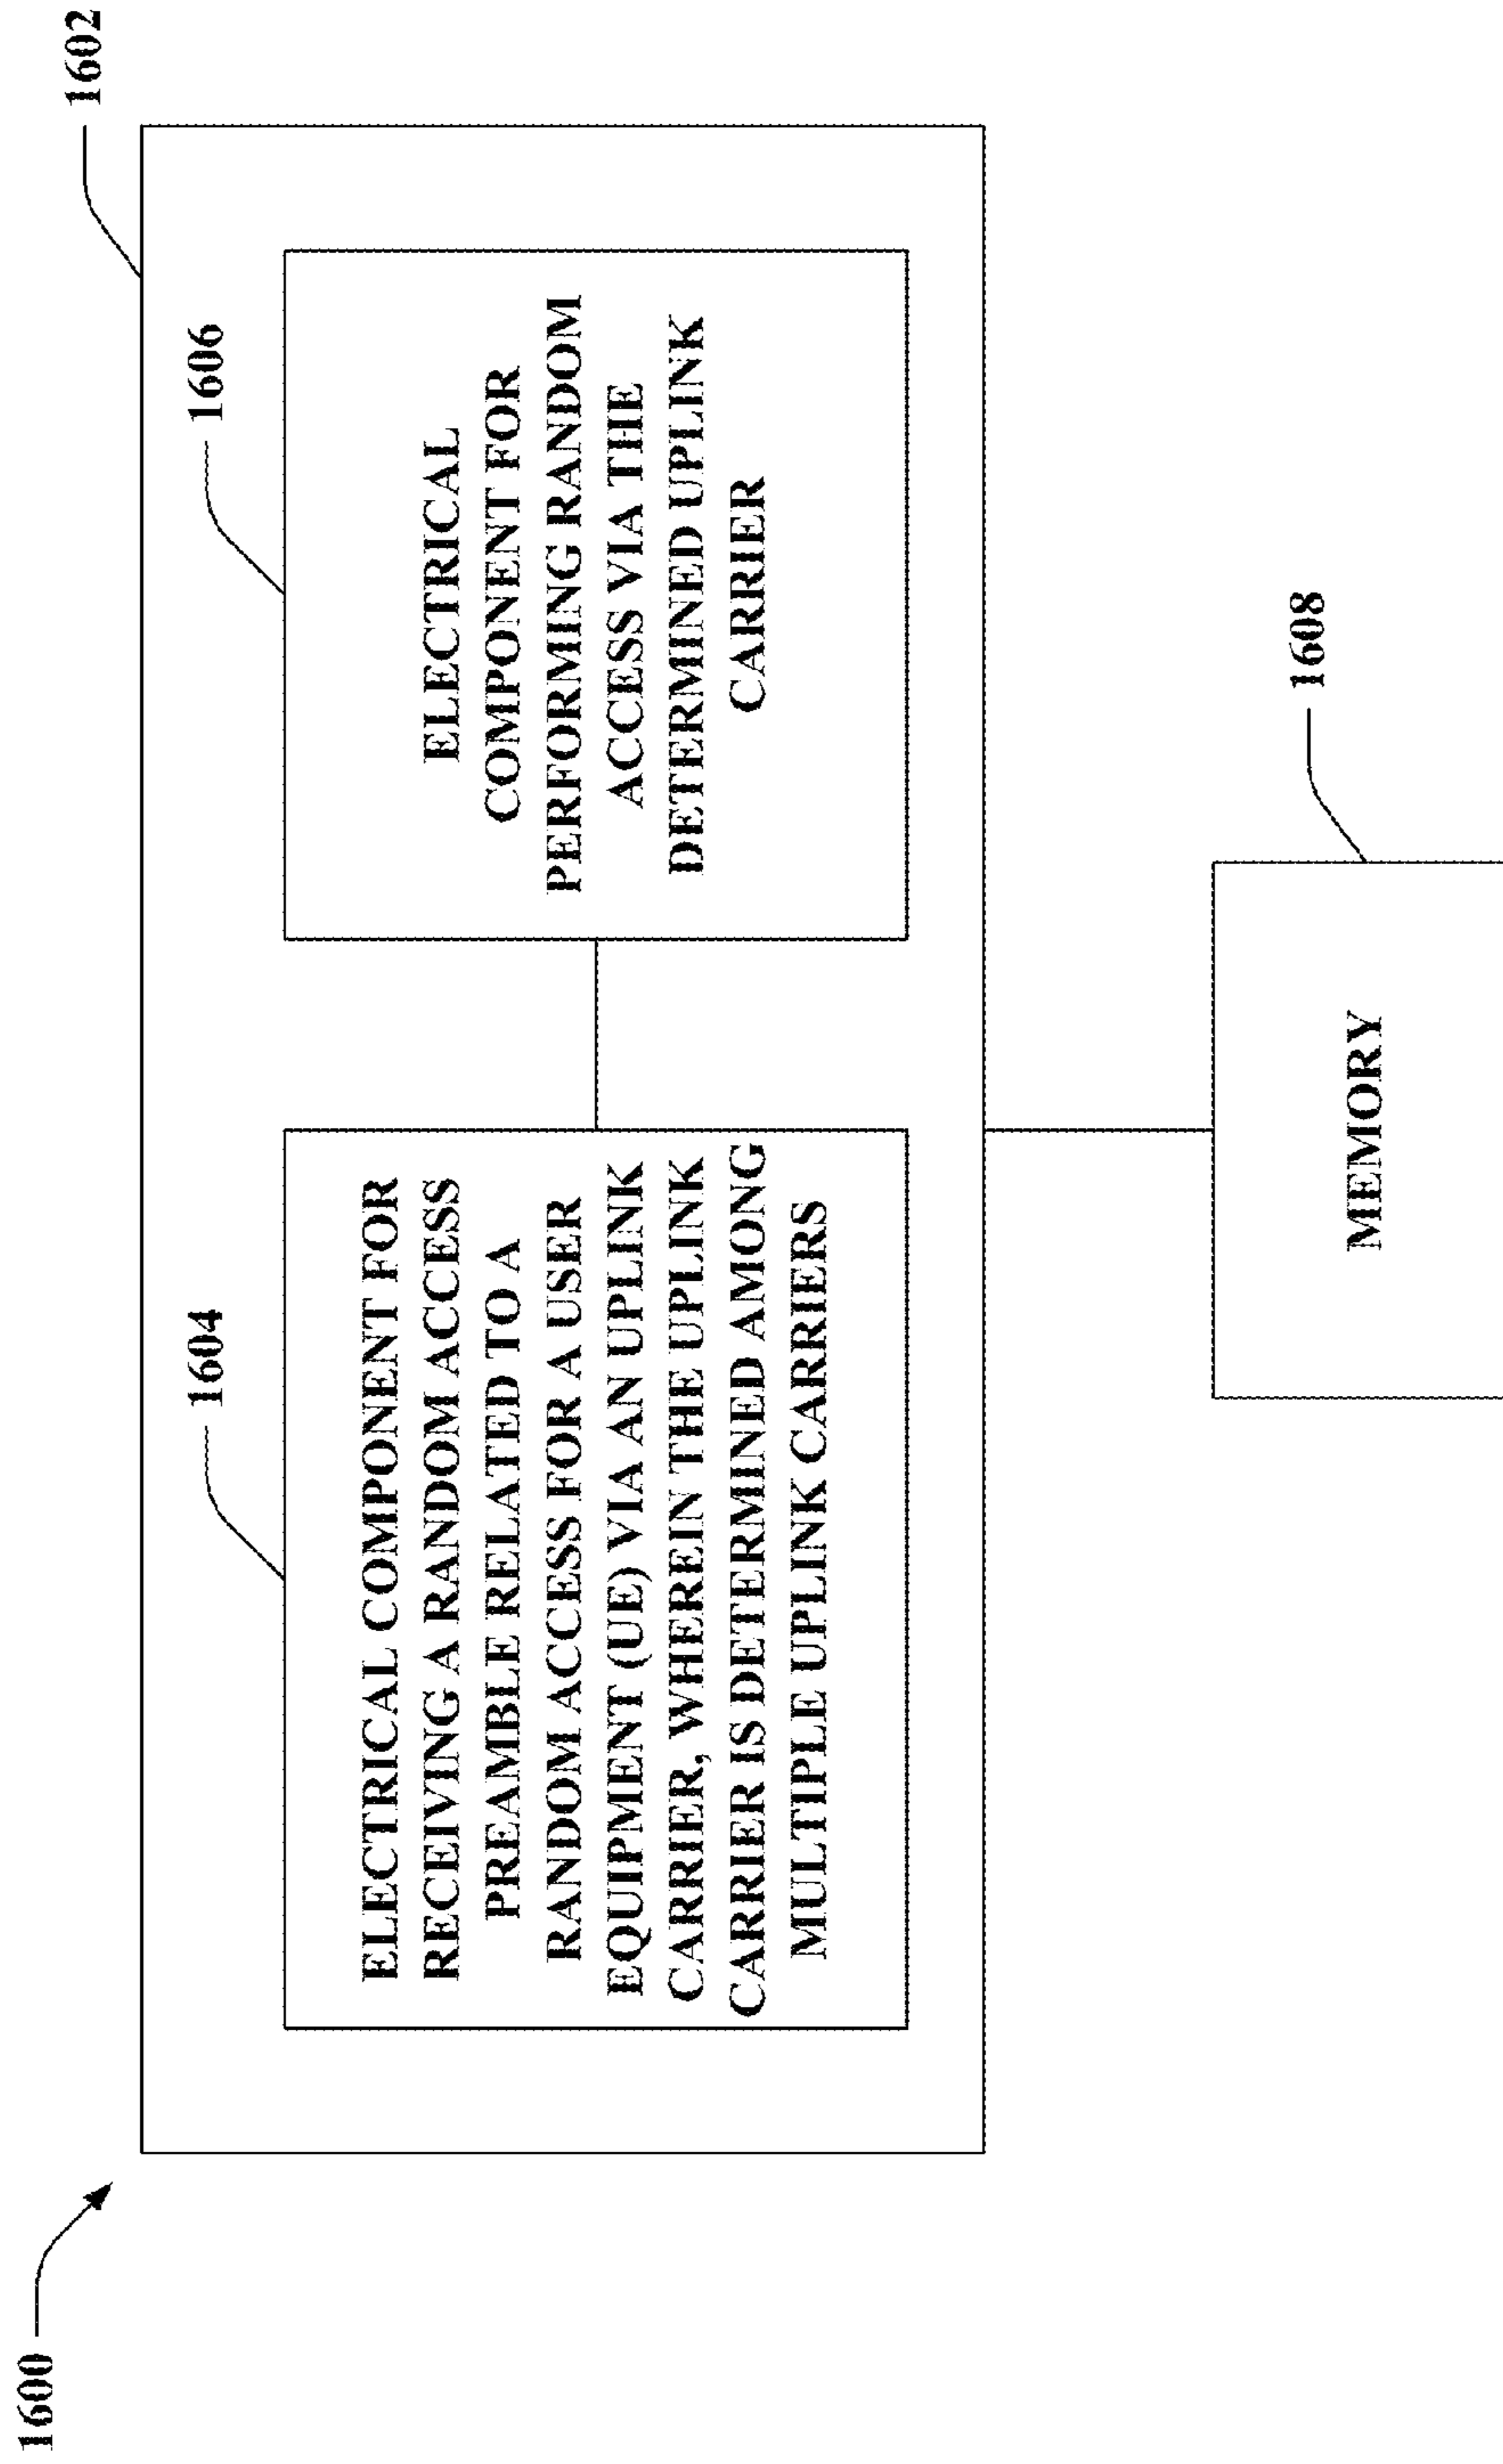 1600
1602
1604
ELECTRICAL COMPONENT FOR
RECEIVING A RANDOM ACCESS
PREAMBLE RELATED TO A
RANDOM ACCESS FOR A USER
EQUIPMENT (UE) VIA AN UPLINK
CARRIER, WHEREIN THE UPLINK
CARRIER IS DETERMINED AMONG
MULTIPLE UPLINK CARRIERS
1606
ELECTRICAL
COMPONENT FOR
PERFORMING RANDOM
ACCESS VIA THE
DETERMINED UPLINK
CARRIER
1608
MEMORY